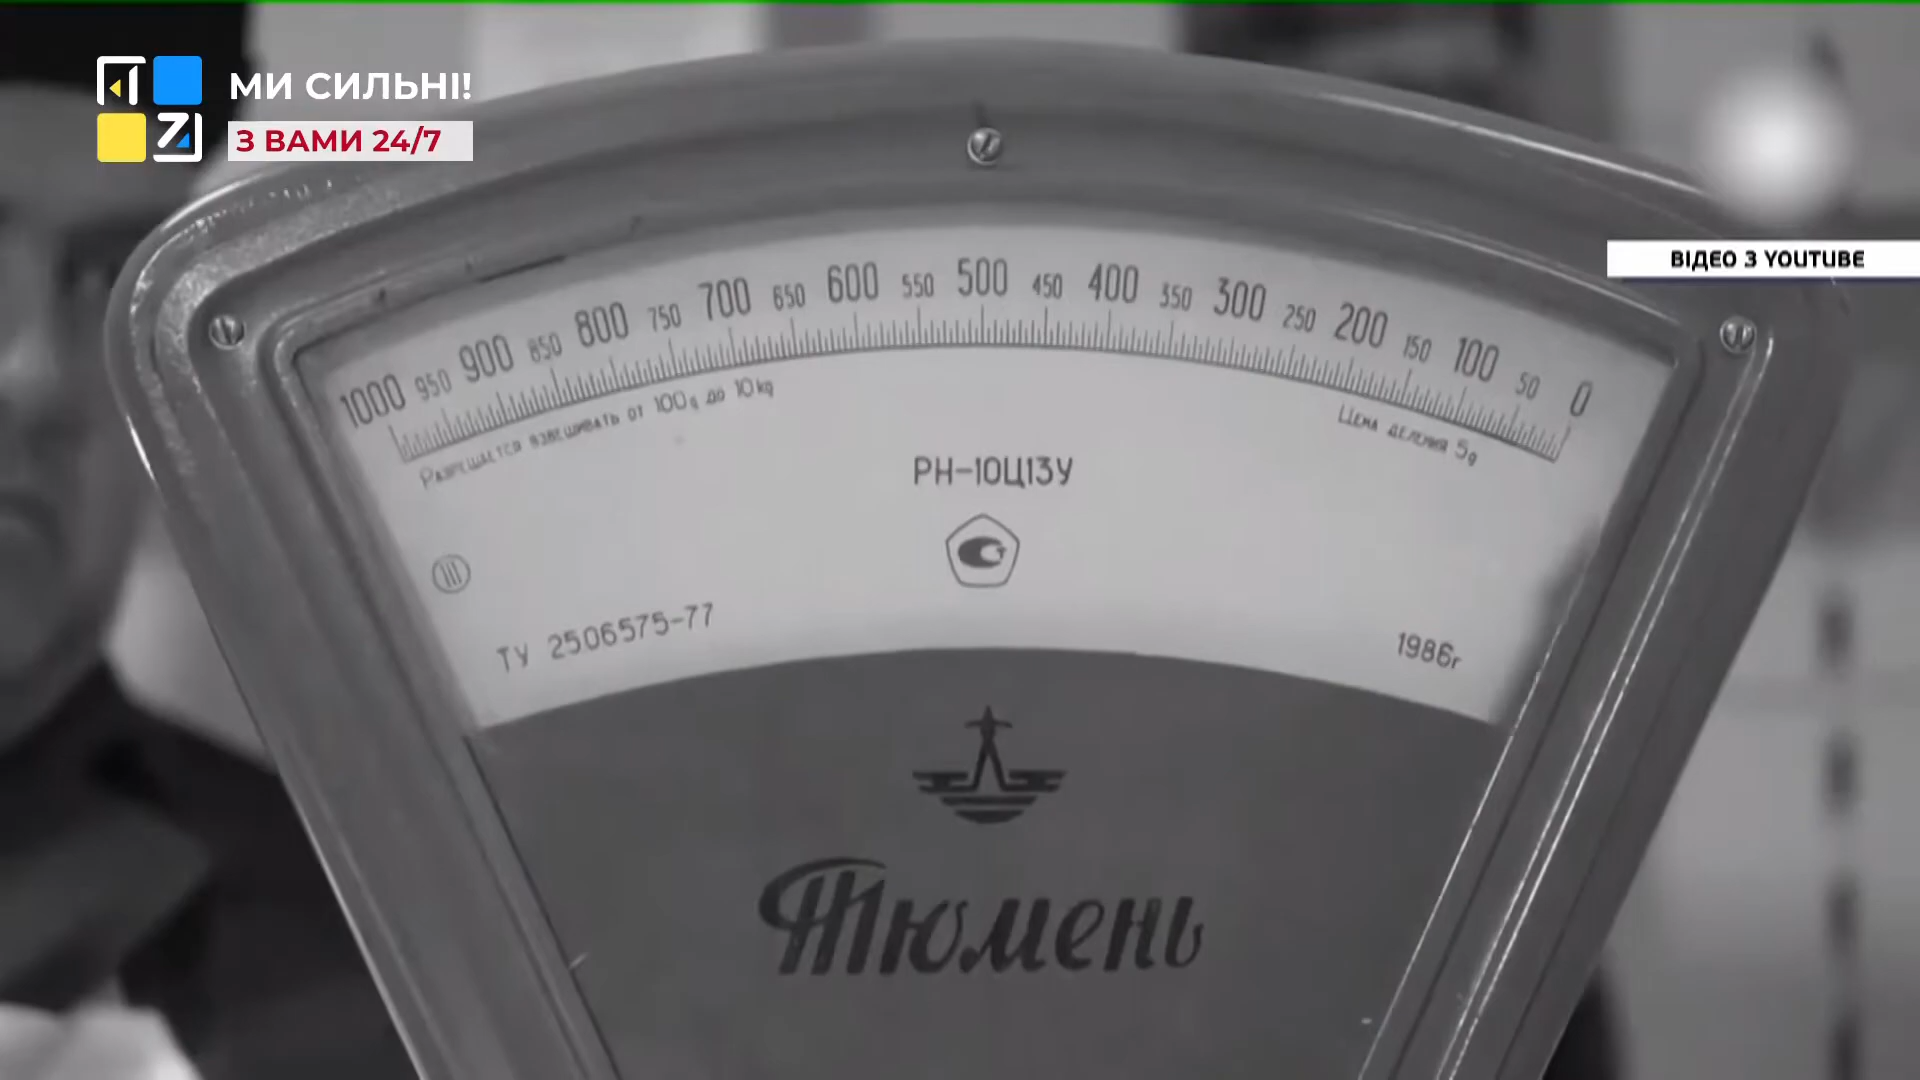 МИ СИЛЬНІ!
З ВАМИ 24/7
ВІДЕО З YOUTUBE
1000 950 900 850 800 750 700 650 600 550 500 450 400 350 300 250 200 150 100 50 0
Разрешается взвешивать от 100g до 10kg
Цена деления 5g
РН-10Ц13У
ТУ 2506575-77
1986г
Тюмень